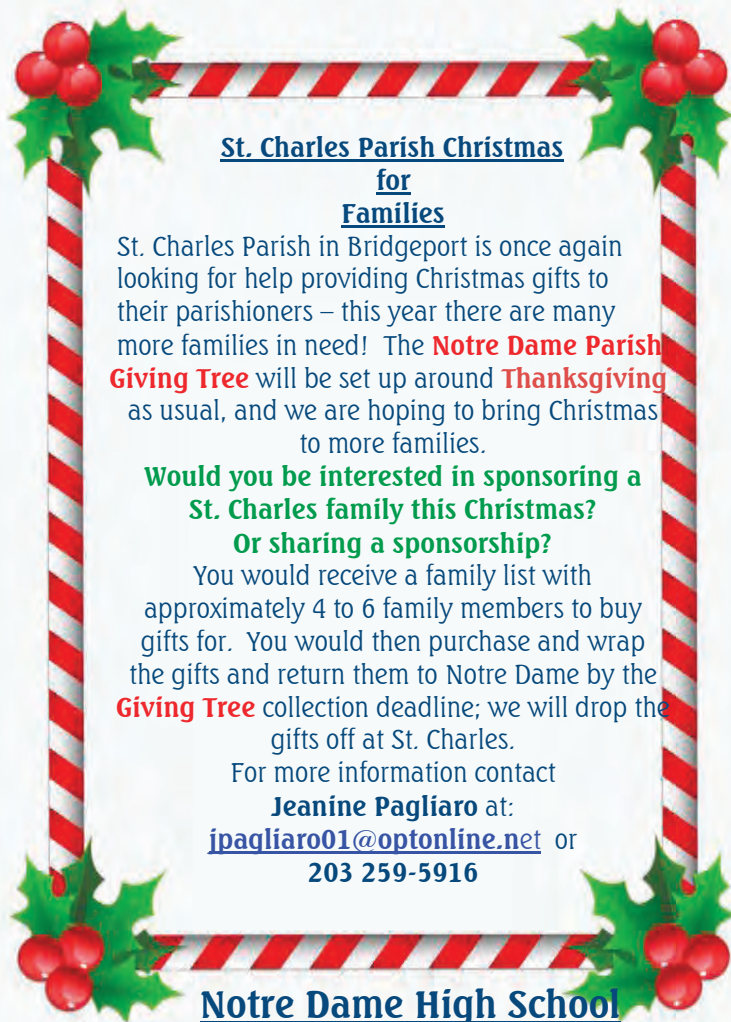 St. Charles Parish Christmas
for
Families
St. Charles Parish in Bridgeport is once again
looking for help providing Christmas gifts to
their parishioners – this year there are many
more families in need! The Notre Dame Parish
Giving Tree will be set up around Thanksgiving
as usual, and we are hoping to bring Christmas
to more families.
Would you be interested in sponsoring a
St. Charles family this Christmas?
Or sharing a sponsorship?
You would receive a family list with
approximately 4 to 6 family members to buy
gifts for. You would then purchase and wrap
the gifts and return them to Notre Dame by the
Giving Tree collection deadline; we will drop the
gifts off at St. Charles.
For more information contact
Jeanine Pagliaro at:
jpagliaro01@optonline.net or
203 259-5916
Notre Dame High School